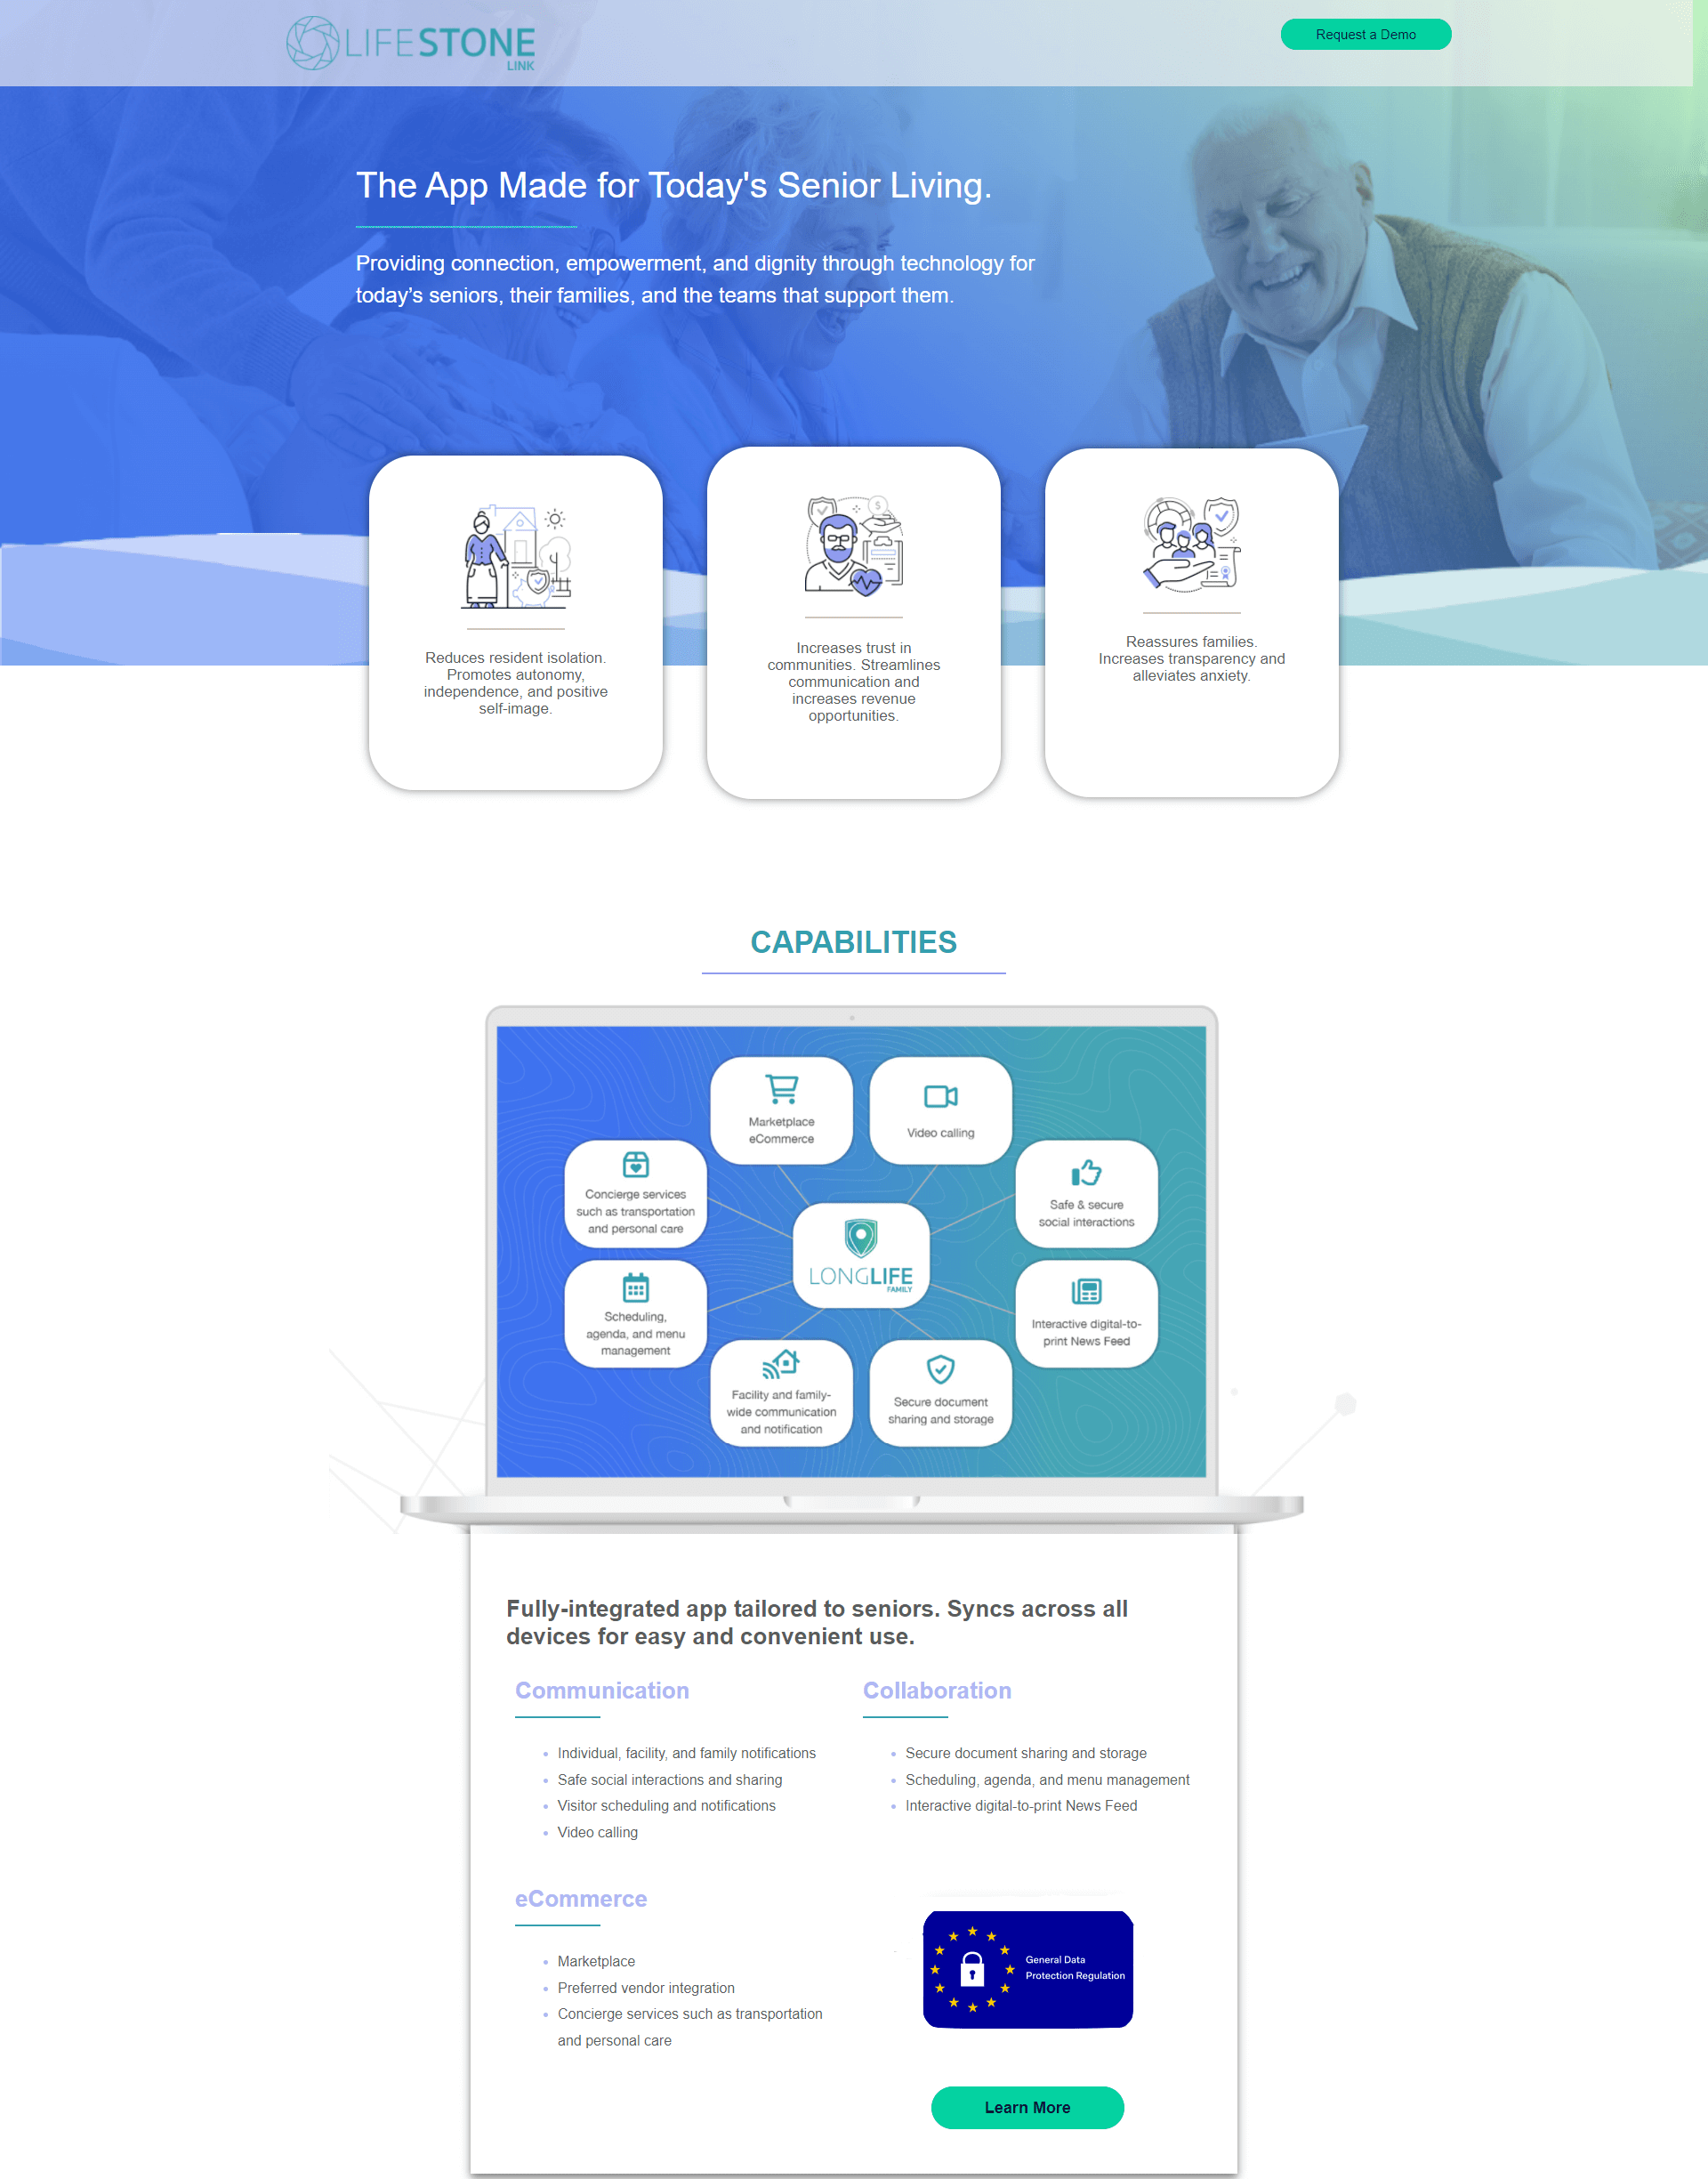 LIFESTONE
LINK
Request a Demo
The App Made for Today's Senior Living.
Providing connection, empowerment, and dignity through technology for
today’s seniors, their families, and the teams that support them.
$
Reduces resident isolation.
Promotes autonomy,
independence, and positive
self-image.
Increases trust in
communities. Streamlines
communication and
increases revenue
opportunities.
Reassures families.
Increases transparency and
alleviates anxiety.
CAPABILITIES
Marketplace
eCommerce
Video calling
Concierge services
such as transportation
and personal care
Safe & secure
social interactions
LONGLIFE
FAMILY
Scheduling,
agenda, and menu
management
Interactive digital-to-
print News Feed
Facility and family-
wide communication
and notification
Secure document
sharing and storage
Fully-integrated app tailored to seniors. Syncs across all
devices for easy and convenient use.
Communication
• Individual, facility, and family notifications
• Safe social interactions and sharing
• Visitor scheduling and notifications
• Video calling
Collaboration
• Secure document sharing and storage
• Scheduling, agenda, and menu management
• Interactive digital-to-print News Feed
eCommerce
• Marketplace
• Preferred vendor integration
• Concierge services such as transportation
and personal care
General Data
Protection Regulation
Learn More